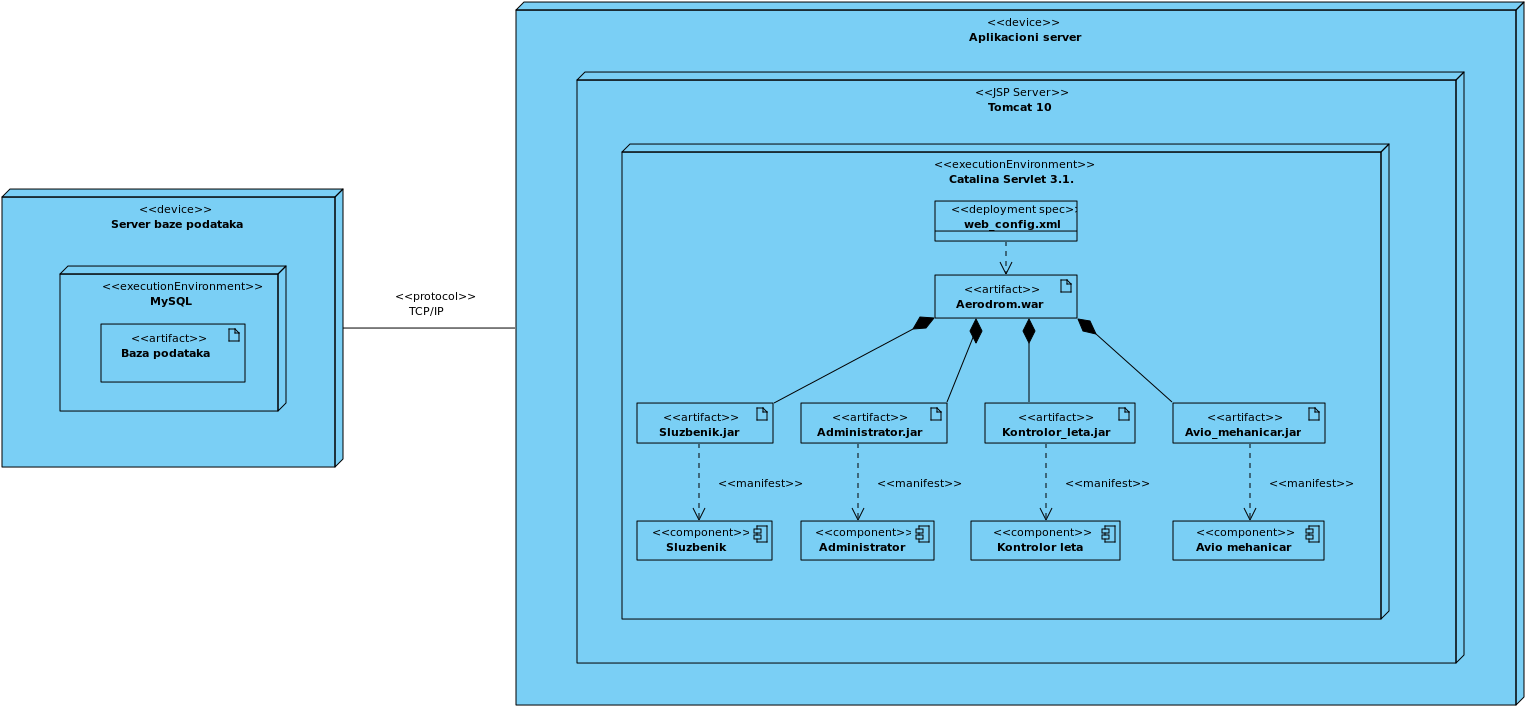 <<device>>
Aplikacioni server
<<JSP Server>>
Tomcat 10
<<executionEnvironment>>
Catalina Servlet 3.1.
<<deployment spec>
web_config.xml
<<artifact>>
Aerodrom.war
<<device>>
Server baze podataka
<<executionEnvironment>>
MySQL
<<artifact>>
Baza podataka
<<protocol>>
TCP/IP
<<artifact>>
Sluzbenik.jar
<<artifact>>
Administrator.jar
<<artifact>>
Kontrolor_leta.jar
<<artifact>>
Avio_mehanicar.jar
<<manifest>>
<<manifest>>
<<manifest>>
<<manifest>>
<<component>>
Sluzbenik
<<component>>
Administrator
<<component>>
Kontrolor leta
<<component>>
Avio mehanicar